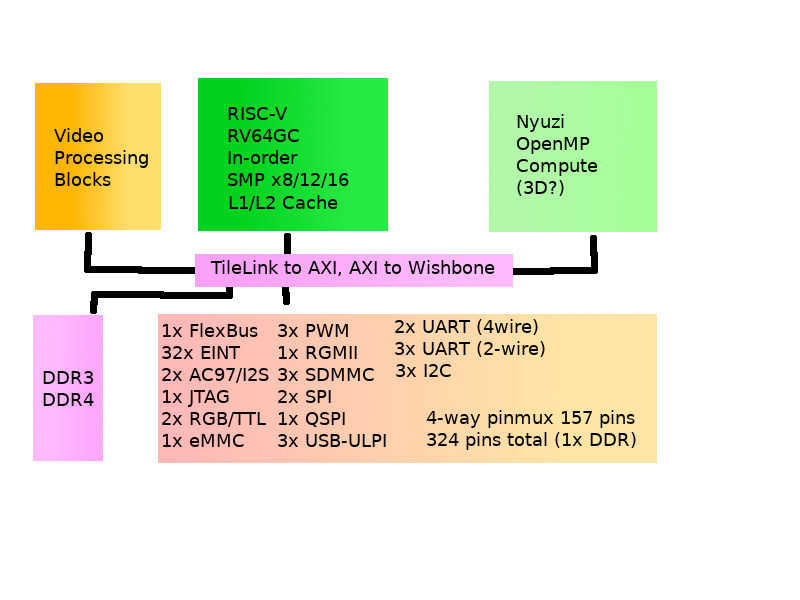 Video
Processing
Blocks
RISC-V
RV64GC
In-order
SMP x8/12/16
L1/L2 Cache
Nyuzi
OpenMP
Compute
(3D?)
TileLink to AXI, AXI to Wishbone
DDR3
DDR4
1x FlexBus
32x EINT
2x AC97/I2S
1x JTAG
2x RGB/TTL
1x eMMC
3x PWM
1x RGMII
3x SDMMC
2x SPI
1x QSPI
3x USB-ULPI
2x UART (4wire)
3x UART (2-wire)
3x I2C
4-way pinmux 157 pins
324 pins total (1x DDR)